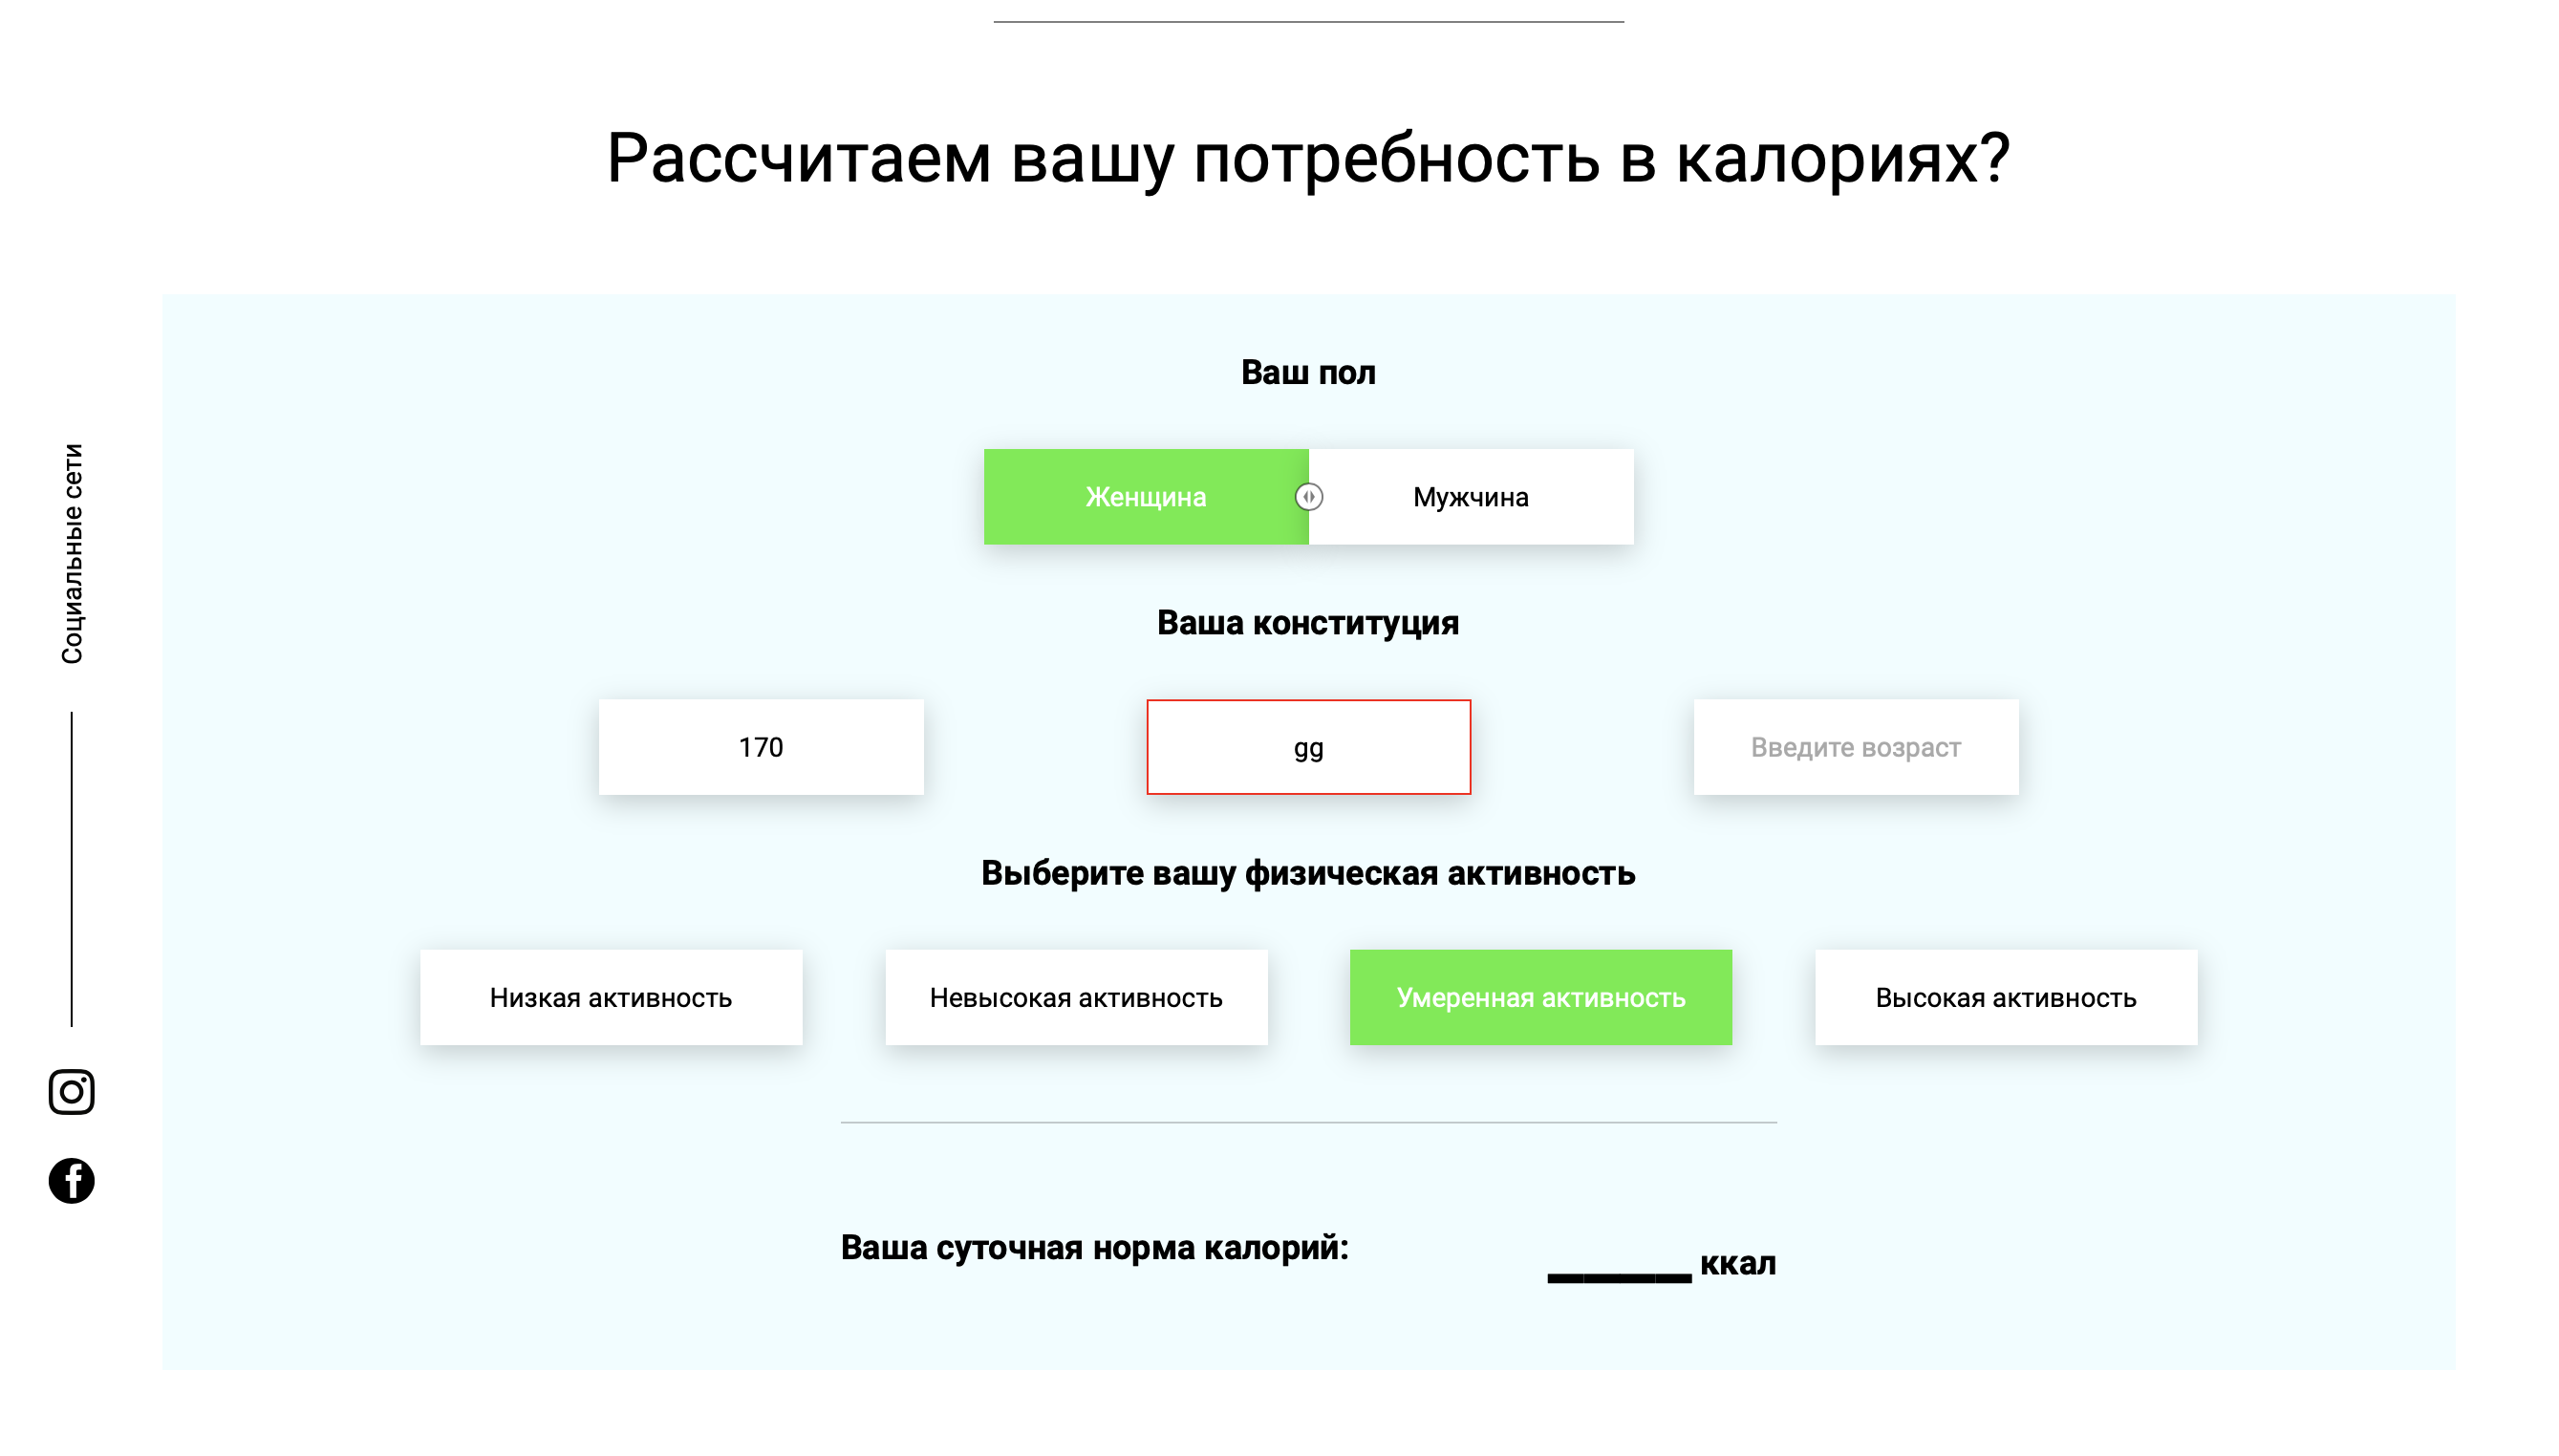 Рассчитаем вашу потребность в калориях?
Ваш пол
Женщина
Мужчина
Социальные сети
Ваша конституция
170
gg
Введите возраст
Выберите вашу физическая активность
Низкая активность
Невысокая активность
Умеренная активность
Высокая активность
Ваша суточная норма калорий:
____ ккал